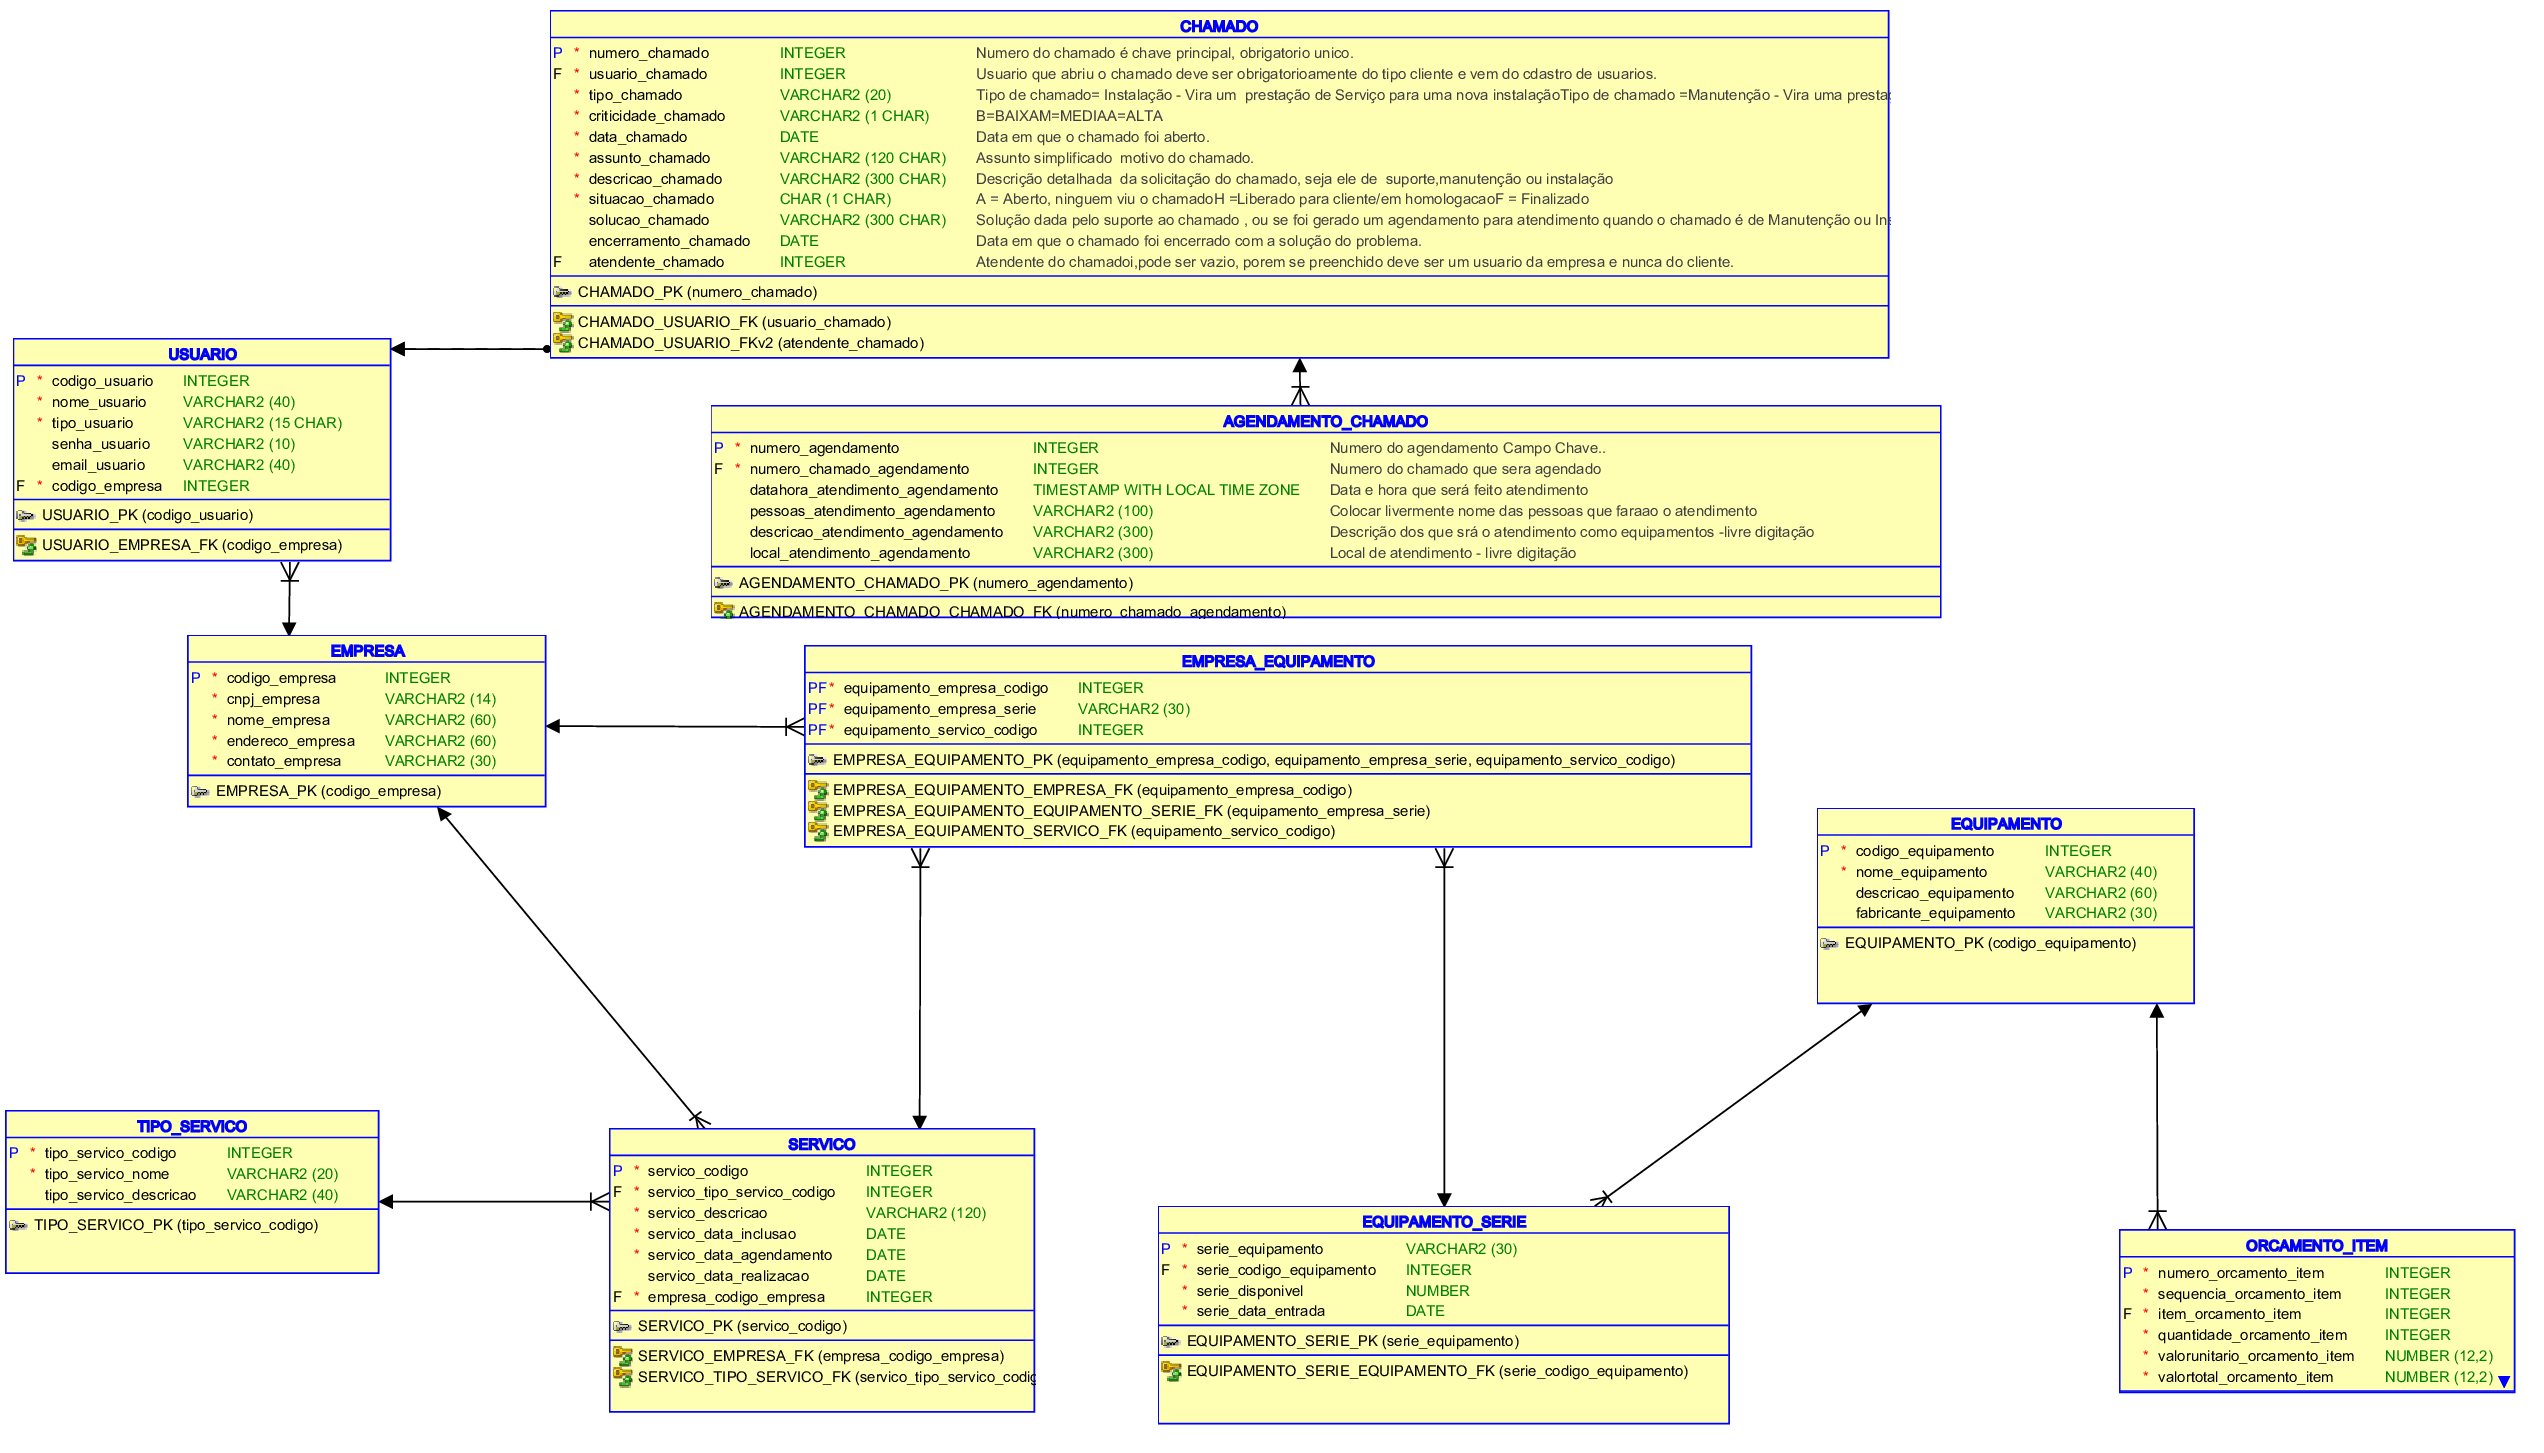 CHAMADO
P * numero_chamado INTEGER Numero do chamado é chave principal, obrigatorio unico.
F * usuario_chamado INTEGER Usuario que abriu o chamado deve ser obrigatorioamente do tipo cliente e vem do cdastro de usuarios.
* tipo_chamado VARCHAR2 (20) Tipo de chamado= Instalação - Vira um prestação de Serviço para uma nova instalaçãoTipo de chamado =Manutenção - Vira uma presta
* criticidade_chamado VARCHAR2 (1 CHAR) B=BAIXAM=MEDIAA=ALTA
* data_chamado DATE Data em que o chamado foi aberto.
* assunto_chamado VARCHAR2 (120 CHAR) Assunto simplificado motivo do chamado.
* descricao_chamado VARCHAR2 (300 CHAR) Descrição detalhada da solicitação do chamado, seja ele de suporte,manutenção ou instalação
* situacao_chamado CHAR (1 CHAR) A = Aberto, ninguem viu o chamadoH =Liberado para cliente/em homologacaoF = Finalizado
solucao_chamado VARCHAR2 (300 CHAR) Solução dada pelo suporte ao chamado , ou se foi gerado um agendamento para atendimento quando o chamado é de Manutenção ou In
encerramento_chamado DATE Data em que o chamado foi encerrado com a solução do problema.
F atendente_chamado INTEGER Atendente do chamadoi,pode ser vazio, porem se preenchido deve ser um usuario da empresa e nunca do cliente.
CHAMADO_PK (numero_chamado)
CHAMADO_USUARIO_FK (usuario_chamado)
CHAMADO_USUARIO_FKv2 (atendente_chamado)
USUARIO
P * codigo_usuario INTEGER
* nome_usuario VARCHAR2 (40)
* tipo_usuario VARCHAR2 (15 CHAR)
senha_usuario VARCHAR2 (10)
email_usuario VARCHAR2 (40)
F * codigo_empresa INTEGER
USUARIO_PK (codigo_usuario)
USUARIO_EMPRESA_FK (codigo_empresa)
AGENDAMENTO_CHAMADO
P * numero_agendamento INTEGER Numero do agendamento Campo Chave..
F * numero_chamado_agendamento INTEGER Numero do chamado que sera agendado
datahora_atendimento_agendamento TIMESTAMP WITH LOCAL TIME ZONE Data e hora que será feito atendimento
pessoas_atendimento_agendamento VARCHAR2 (100) Colocar livermente nome das pessoas que faraao o atendimento
descricao_atendimento_agendamento VARCHAR2 (300) Descrição dos que srá o atendimento como equipamentos -livre digitação
local_atendimento_agendamento VARCHAR2 (300) Local de atendimento - livre digitação
AGENDAMENTO_CHAMADO_PK (numero_agendamento)
AGENDAMENTO_CHAMADO_CHAMADO_FK (numero_chamado_agendamento)
EMPRESA
P * codigo_empresa INTEGER
* cnpj_empresa VARCHAR2 (14)
* nome_empresa VARCHAR2 (60)
* endereco_empresa VARCHAR2 (60)
* contato_empresa VARCHAR2 (30)
EMPRESA_PK (codigo_empresa)
EMPRESA_EQUIPAMENTO
PF* equipamento_empresa_codigo INTEGER
PF* equipamento_empresa_serie VARCHAR2 (30)
PF* equipamento_servico_codigo INTEGER
EMPRESA_EQUIPAMENTO_PK (equipamento_empresa_codigo, equipamento_empresa_serie, equipamento_servico_codigo)
EMPRESA_EQUIPAMENTO_EMPRESA_FK (equipamento_empresa_codigo)
EMPRESA_EQUIPAMENTO_EQUIPAMENTO_SERIE_FK (equipamento_empresa_serie)
EMPRESA_EQUIPAMENTO_SERVICO_FK (equipamento_servico_codigo)
EQUIPAMENTO
P * codigo_equipamento INTEGER
* nome_equipamento VARCHAR2 (40)
descricao_equipamento VARCHAR2 (60)
fabricante_equipamento VARCHAR2 (30)
EQUIPAMENTO_PK (codigo_equipamento)
TIPO_SERVICO
P * tipo_servico_codigo INTEGER
* tipo_servico_nome VARCHAR2 (20)
tipo_servico_descricao VARCHAR2 (40)
TIPO_SERVICO_PK (tipo_servico_codigo)
SERVICO
P * servico_codigo INTEGER
F * servico_tipo_servico_codigo INTEGER
* servico_descricao VARCHAR2 (120)
* servico_data_inclusao DATE
* servico_data_agendamento DATE
servico_data_realizacao DATE
F * empresa_codigo_empresa INTEGER
SERVICO_PK (servico_codigo)
SERVICO_EMPRESA_FK (empresa_codigo_empresa)
SERVICO_TIPO_SERVICO_FK (servico_tipo_servico_codig
EQUIPAMENTO_SERIE
P * serie_equipamento VARCHAR2 (30)
F * serie_codigo_equipamento INTEGER
* serie_disponivel NUMBER
* serie_data_entrada DATE
EQUIPAMENTO_SERIE_PK (serie_equipamento)
EQUIPAMENTO_SERIE_EQUIPAMENTO_FK (serie_codigo_equipamento)
ORCAMENTO_ITEM
P * numero_orcamento_item INTEGER
* sequencia_orcamento_item INTEGER
F * item_orcamento_item INTEGER
* quantidade_orcamento_item INTEGER
* valorunitario_orcamento_item NUMBER (12,2)
* valortotal_orcamento_item NUMBER (12,2)